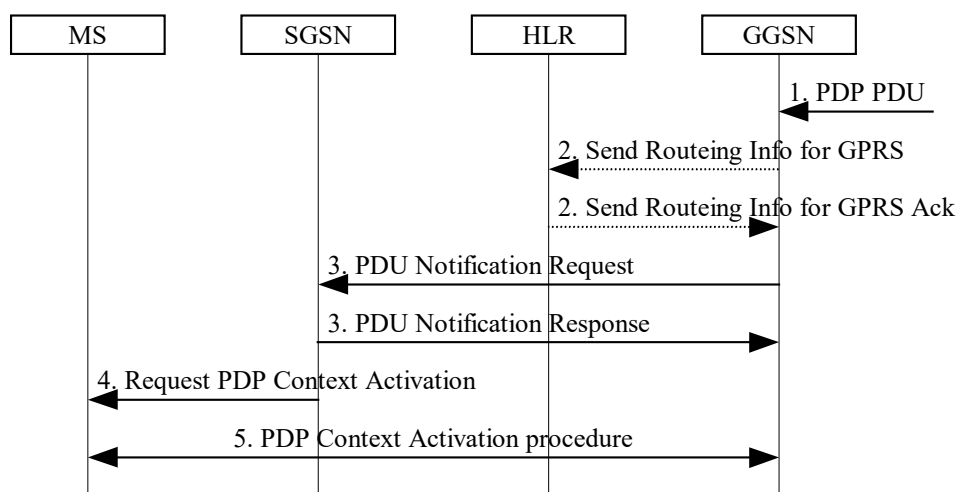 MS
SGSN
HLR
GGSN
1. PDP PDU
2. Send Routeing Info for GPRS
2. Send Routeing Info for GPRS Ack
3. PDU Notification Request
3. PDU Notification Response
4. Request PDP Context Activation
5. PDP Context Activation procedure